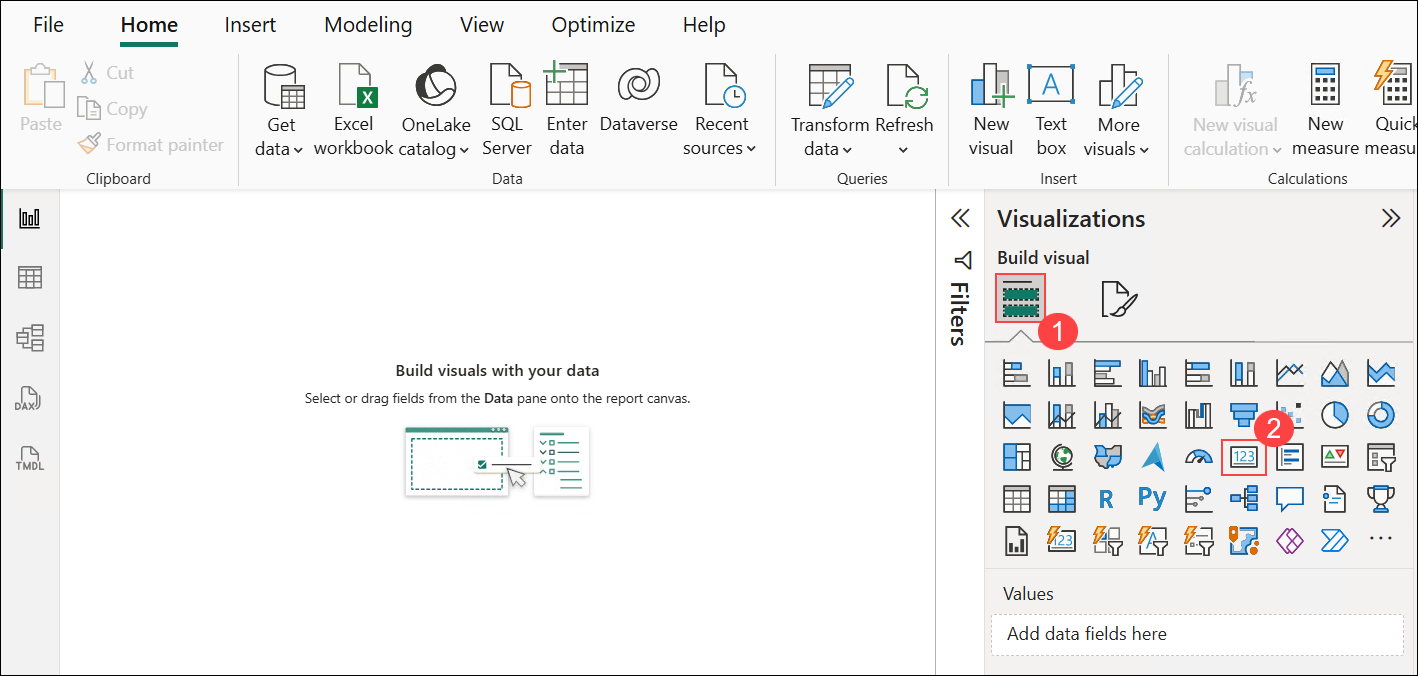 File Home Insert Modeling View Optimize Help
Paste
Cut
Copy
Format painter
Clipboard
Get
data
Excel
workbook
OneLake
catalog
SQL
Server
Enter
data
Dataverse
Recent
sources
Data
Transform
data
Refresh
Queries
New
visual
A
Text
box
More
visuals
Insert
fx
New visual
calculation
New
measure
Quick
measu
Calculations
DAX
TMDL
Build visuals with your data
Select or drag fields from the Data pane onto the report canvas.
Filters
Visualizations
Build visual
1
2
123
R
Py
123
A
...
Values
Add data fields here